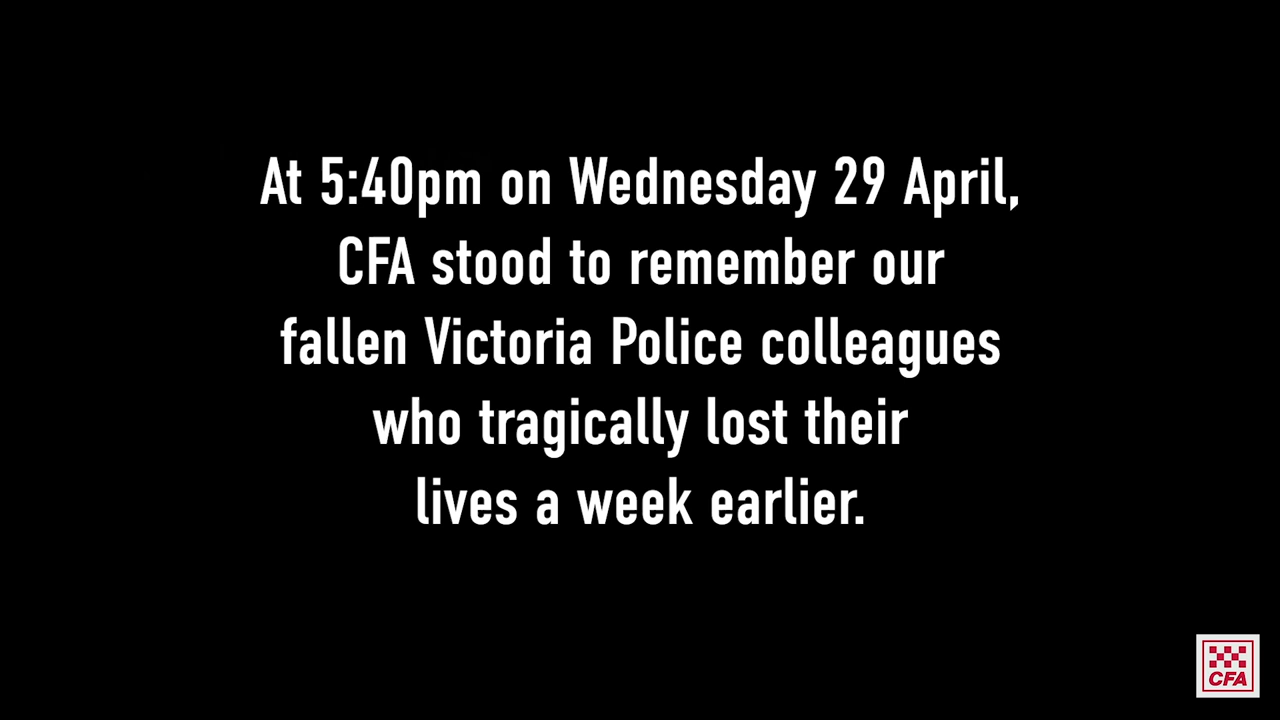 At 5:40pm on Wednesday 29 April,
CFA stood to remember our
fallen Victoria Police colleagues
who tragically lost their
lives a week earlier.
CFA